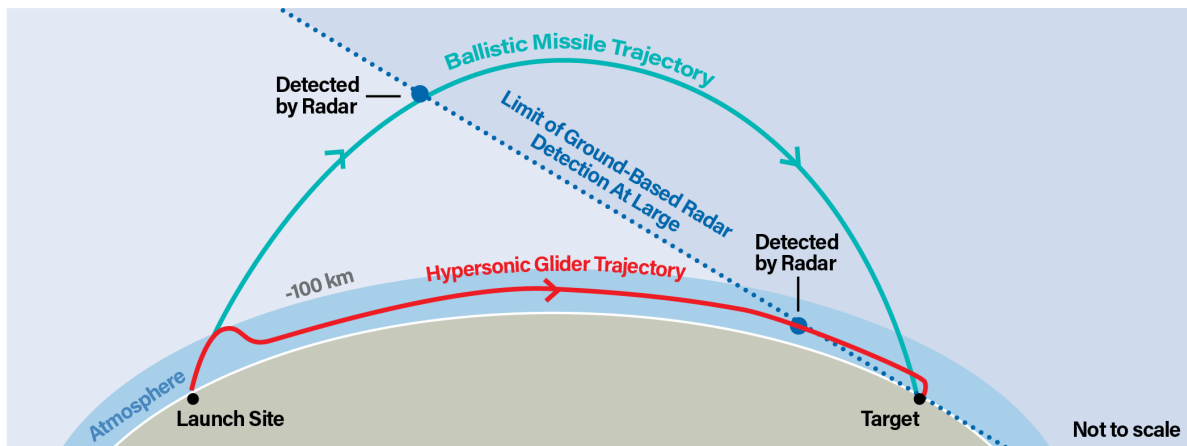 Ballistic Missile Trajectory
Detected
by Radar
Limit of Ground-Based Radar
Detection At Large
Detected
by Radar
Hypersonic Glider Trajectory
-100 km
Atmosphere
Launch Site
Target
Not to scale